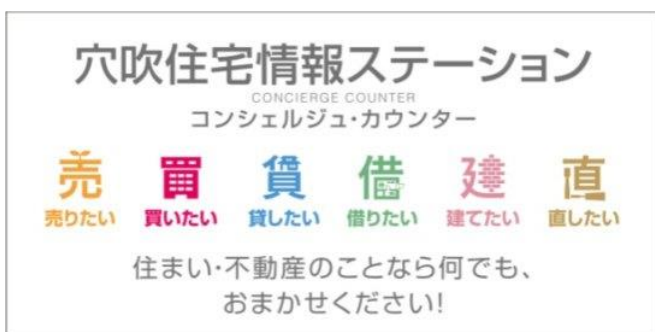 穴吹住宅情報ステーション
CONCIERGE COUNTER
コンシェルジュ・カウンター
売 買 貸 借 建 直
売りたい 買いたい 貸したい 借りたい 建てたい 直したい
住まい・不動産のことなら何でも、
おまかせください!